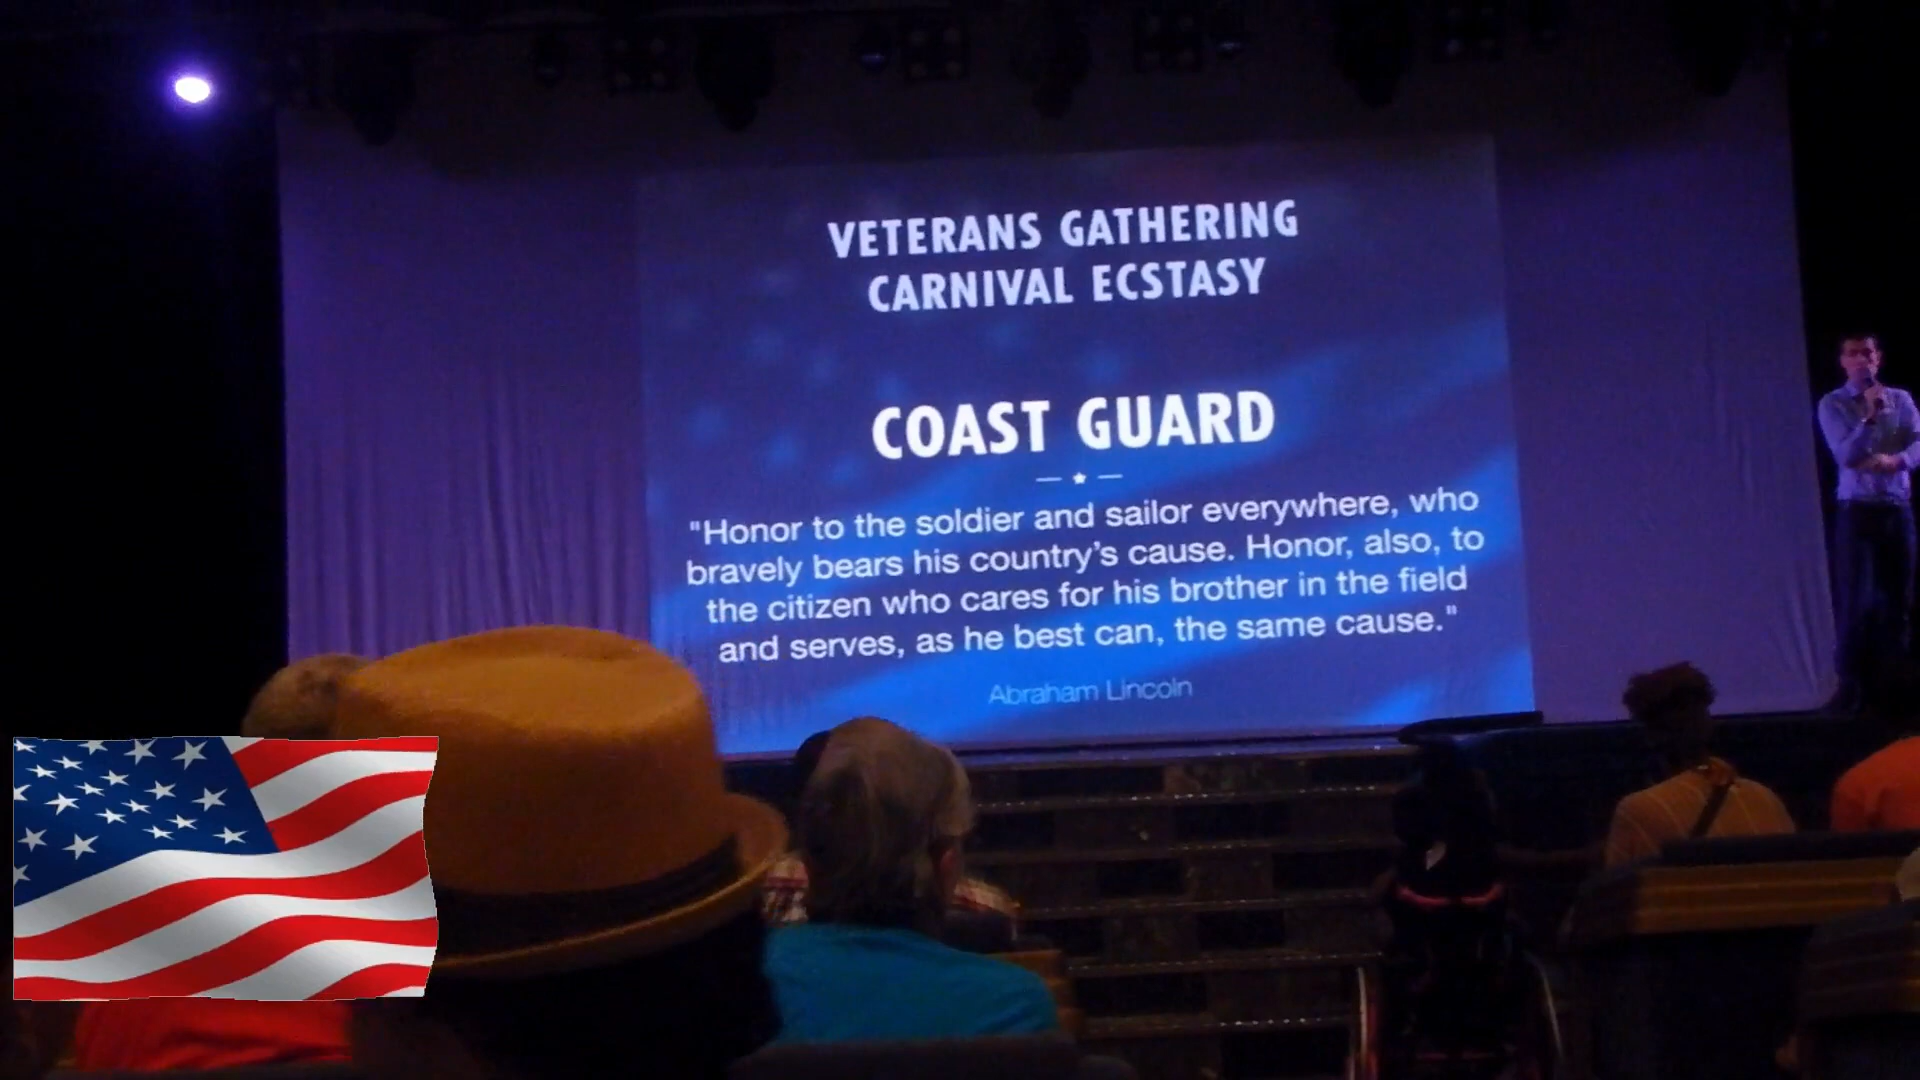 VETERANS GATHERING
CARNIVAL ECSTASY
COAST GUARD
"Honor to the soldier and sailor everywhere, who
bravely bears his country's cause. Honor, also, to
the citizen who cares for his brother in the field
and serves, as he best can, the same cause."
Abraham Lincoln